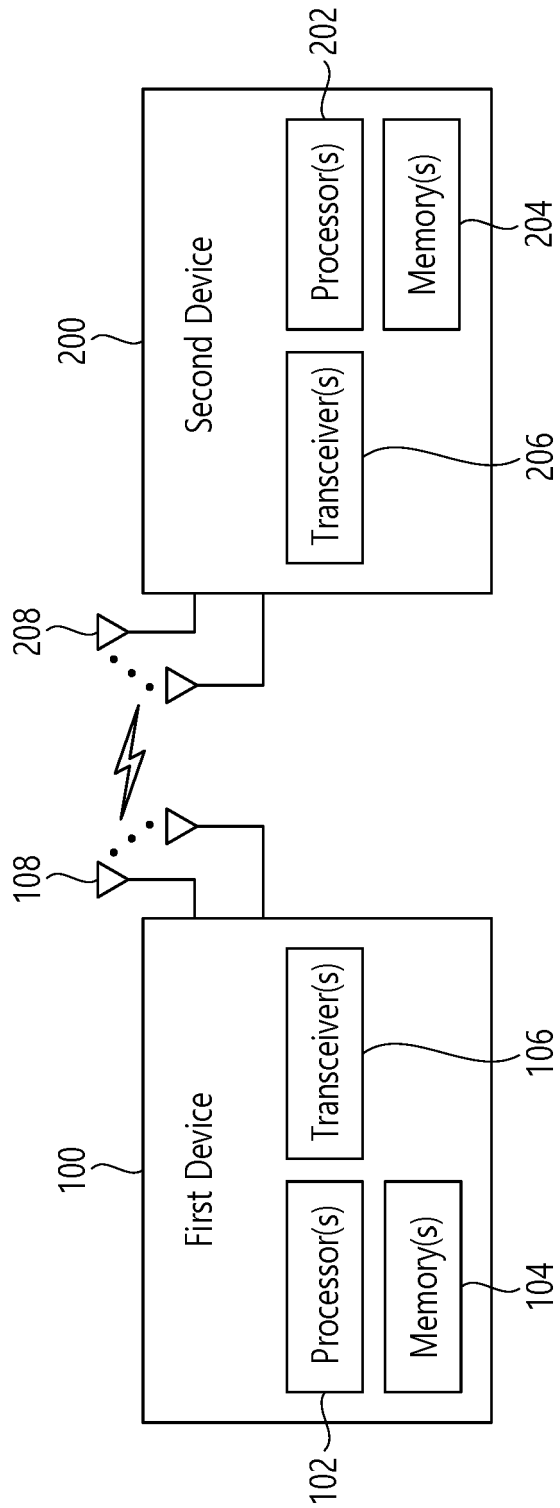 108
208
100
First Device
200
Second Device
Processor(s)
Transceiver(s)
Transceiver(s)
Processor(s)
202
102
Memory(s)
Memory(s)
104
106
206
204